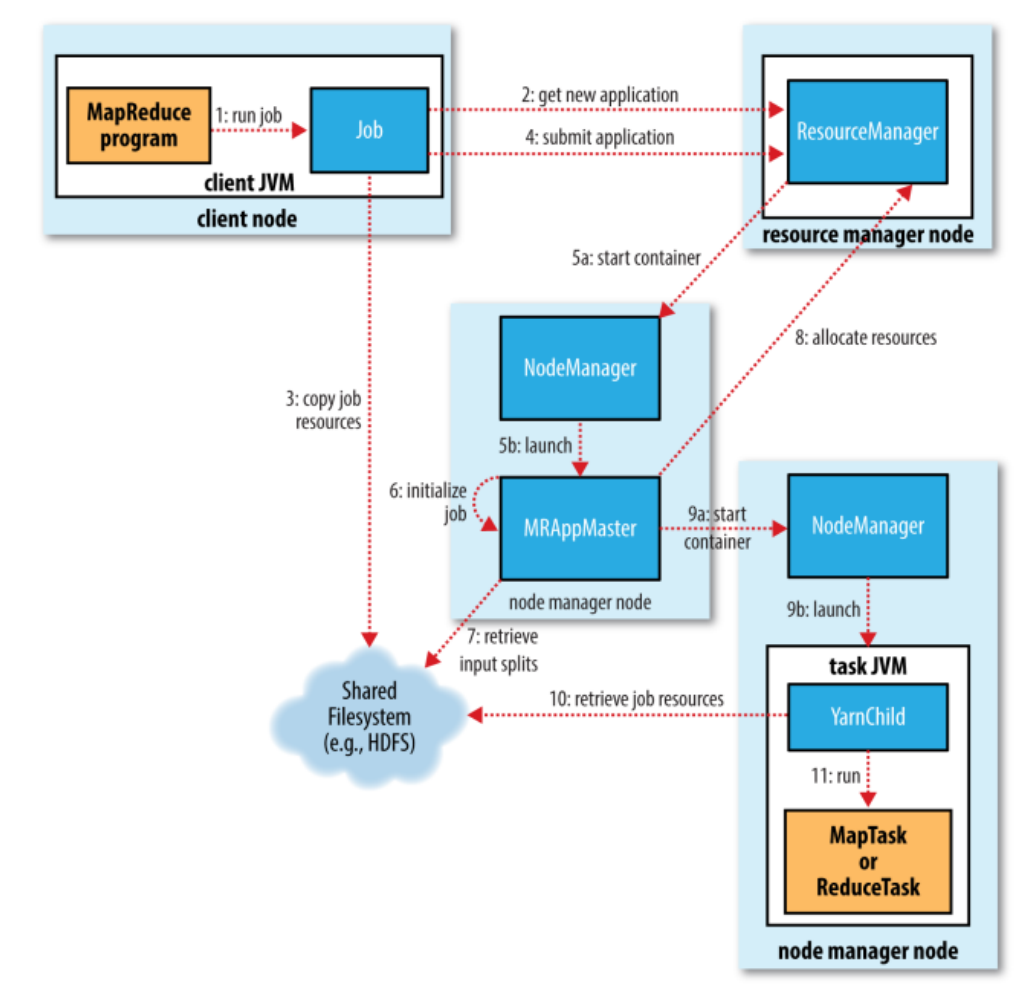 MapReduce
program
1: run job
Job
client JVM
client node
2: get new application
4: submit application
ResourceManager
resource manager node
5a: start container
8: allocate resources
3: copy job
resources
NodeManager
5b: launch
6: initialize
job
MRAppMaster
node manager node
9a: start
container
NodeManager
9b: launch
7: retrieve
input splits
Shared
Filesystem
(e.g., HDFS)
10: retrieve job resources
task JVM
YarnChild
11: run
MapTask
or
ReduceTask
node manager node